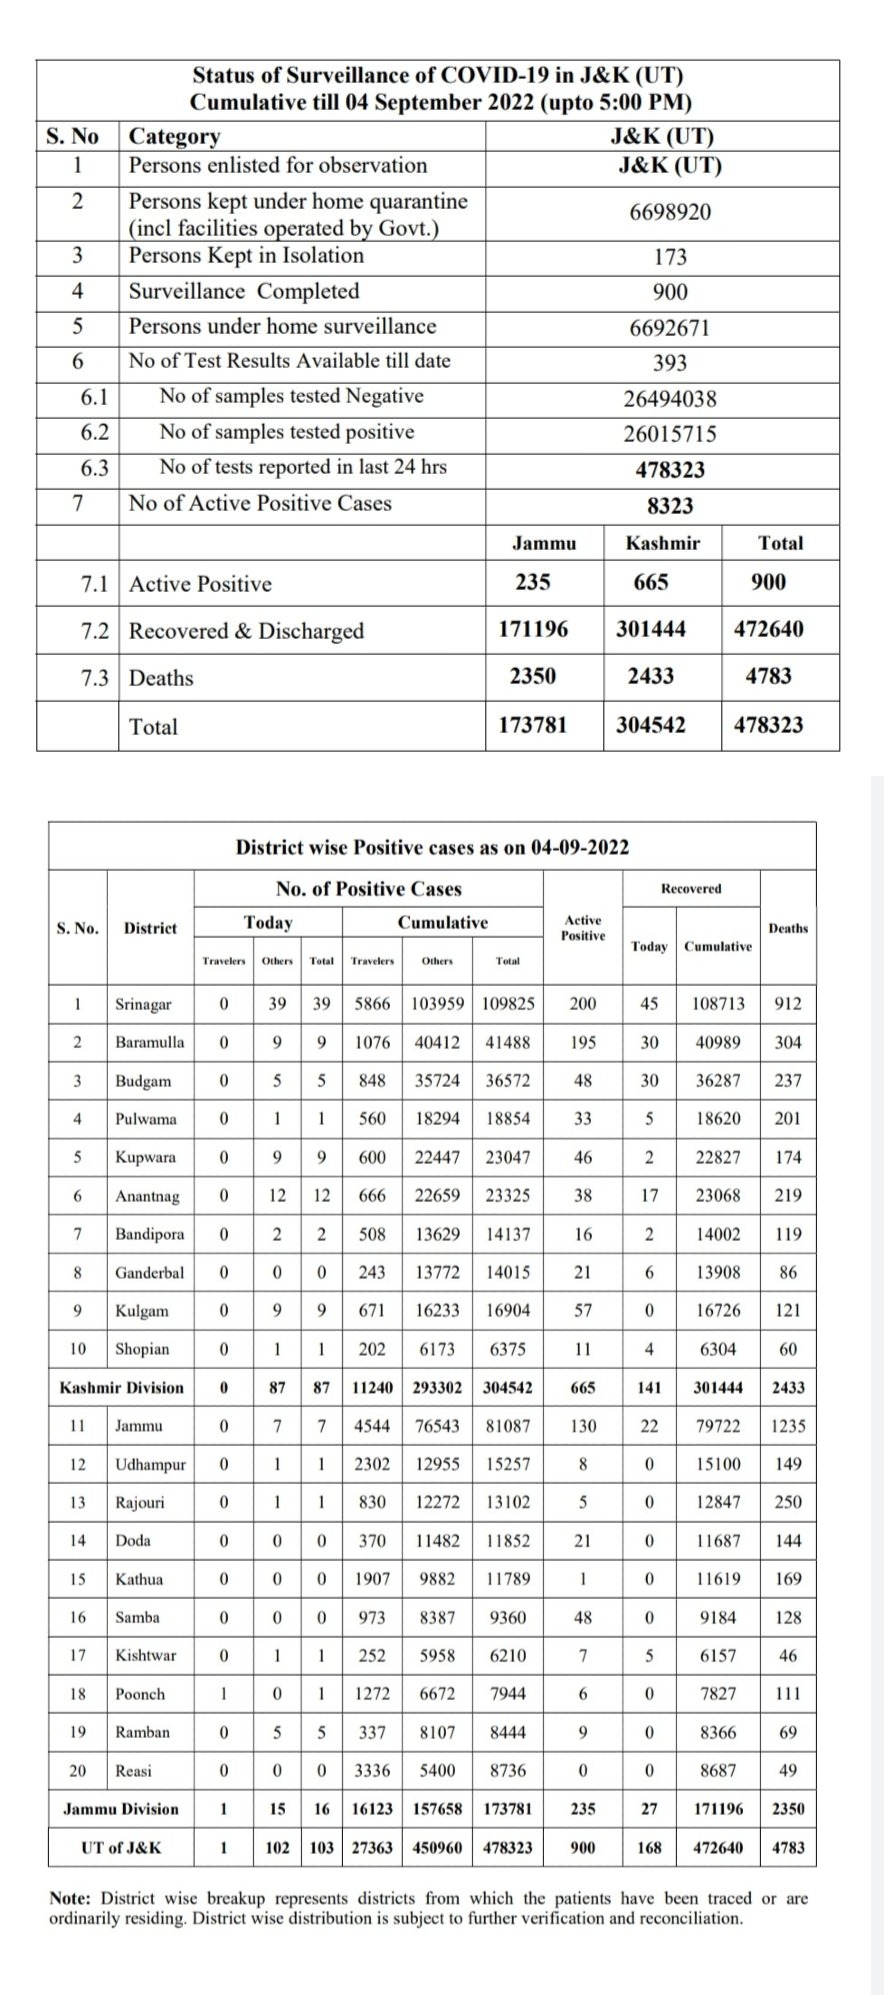 Status of Surveillance of COVID-19 in J&K (UT)
Cumulative till 04 September 2022 (upto 5:00 PM)
S. No Category J&K (UT)
1 Persons enlisted for observation J&K (UT)
2 Persons kept under home quarantine
(incl facilities operated by Govt.) 6698920
3 Persons Kept in Isolation 173
4 Surveillance Completed 900
5 Persons under home surveillance 6692671
6 No of Test Results Available till date 393
6.1 No of samples tested Negative 26494038
6.2 No of samples tested positive 26015715
6.3 No of tests reported in last 24 hrs 478323
7 No of Active Positive Cases 8323
Jammu Kashmir Total
7.1 Active Positive 235 665 900
7.2 Recovered & Discharged 171196 301444 472640
7.3 Deaths 2350 2433 4783
Total 173781 304542 478323
District wise Positive cases as on 04-09-2022
S. No. District No. of Positive Cases Active Positive Recovered Deaths
Today Cumulative Today Cumulative
Travelers Others Total Travelers Others Total
1 Srinagar 0 39 39 5866 103959 109825 200 45 108713 912
2 Baramulla 0 9 9 1076 40412 41488 195 30 40989 304
3 Budgam 0 5 5 848 35724 36572 48 30 36287 237
4 Pulwama 0 1 1 560 18294 18854 33 5 18620 201
5 Kupwara 0 9 9 600 22447 23047 46 2 22827 174
6 Anantnag 0 12 12 666 22659 23325 38 17 23068 219
7 Bandipora 0 2 2 508 13629 14137 16 2 14002 119
8 Ganderbal 0 0 0 243 13772 14015 21 6 13908 86
9 Kulgam 0 9 9 671 16233 16904 57 0 16726 121
10 Shopian 0 1 1 202 6173 6375 11 4 6304 60
Kashmir Division 0 87 87 11240 293302 304542 665 141 301444 2433
11 Jammu 0 7 7 4544 76543 81087 130 22 79722 1235
12 Udhampur 0 1 1 2302 12955 15257 8 0 15100 149
13 Rajouri 0 1 1 830 12272 13102 5 0 12847 250
14 Doda 0 0 0 370 11482 11852 21 0 11687 144
15 Kathua 0 0 0 1907 9882 11789 1 0 11619 169
16 Samba 0 0 0 973 8387 9360 48 0 9184 128
17 Kishtwar 0 1 1 252 5958 6210 7 5 6157 46
18 Poonch 1 0 1 1272 6672 7944 6 0 7827 111
19 Ramban 0 5 5 337 8107 8444 9 0 8366 69
20 Reasi 0 0 0 3336 5400 8736 0 0 8687 49
Jammu Division 1 15 16 16123 157658 173781 235 27 171196 2350
UT of J&K 1 102 103 27363 450960 478323 900 168 472640 4783
Note: District wise breakup represents districts from which the patients have been traced or are
ordinarily residing. District wise distribution is subject to further verification and reconciliation.